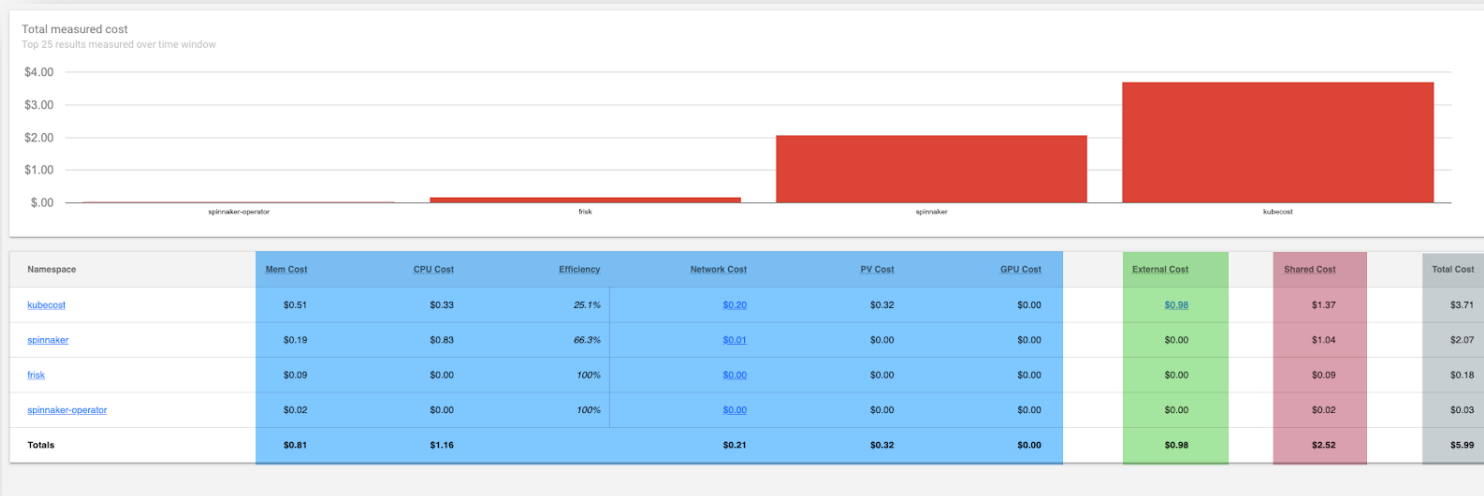 Total measured cost
Top 25 results measured over time window
$4.00
$3.00
$2.00
$1.00
$.00
spinnaker-operator frisk spinnaker kubecost
Namespace Mem Cost CPU Cost Efficiency Network Cost PV Cost GPU Cost External Cost Shared Cost Total Cost
kubecost $0.51 $0.33 25.1% $0.20 $0.32 $0.00 $0.98 $1.37 $3.71
spinnaker $0.19 $0.83 66.3% $0.01 $0.00 $0.00 $0.00 $1.04 $2.07
frisk $0.09 $0.00 100% $0.00 $0.00 $0.00 $0.00 $0.09 $0.18
spinnaker-operator $0.02 $0.00 100% $0.00 $0.00 $0.00 $0.00 $0.02 $0.03
Totals $0.81 $1.16 $0.21 $0.32 $0.00 $0.98 $2.52 $5.99